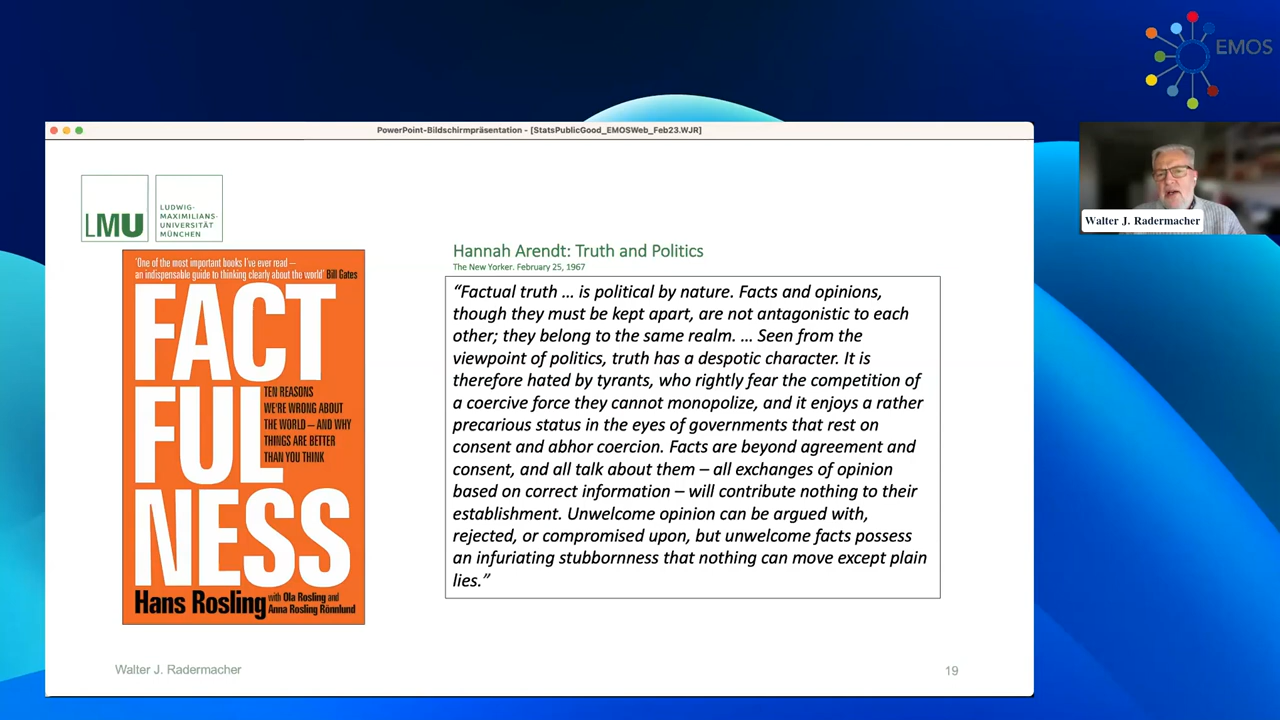 EMOS
PowerPoint-Bildschirmpräsentation - [StatsPublicGood_EMOSWeb_Feb23.WJR]
Walter J. Radermacher
LMU
LUDWIG-
MAXIMILIANS-
UNIVERSITÄT
MÜNCHEN
'One of the most important books I've ever read –
an indispensable guide to thinking clearly about the world' Bill Gates
FACT
FUL
NESS
TEN REASONS
WE'RE WRONG ABOUT
THE WORLD – AND WHY
THINGS ARE BETTER
THAN YOU THINK
Hans Rosling with Ola Rosling and
Anna Rosling Rönnlund
Hannah Arendt: Truth and Politics
The New Yorker. February 25, 1967
“Factual truth … is political by nature. Facts and opinions,
though they must be kept apart, are not antagonistic to each
other; they belong to the same realm. … Seen from the
viewpoint of politics, truth has a despotic character. It is
therefore hated by tyrants, who rightly fear the competition of
a coercive force they cannot monopolize, and it enjoys a rather
precarious status in the eyes of governments that rest on
consent and abhor coercion. Facts are beyond agreement and
consent, and all talk about them – all exchanges of opinion
based on correct information – will contribute nothing to their
establishment. Unwelcome opinion can be argued with,
rejected, or compromised upon, but unwelcome facts possess
an infuriating stubbornness that nothing can move except plain
lies.”
Walter J. Radermacher
19